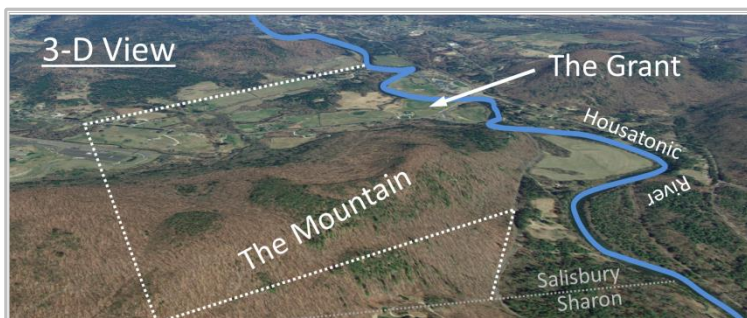 3-D View
The Grant
Housatonic
River
The Mountain
Salisbury
Sharon